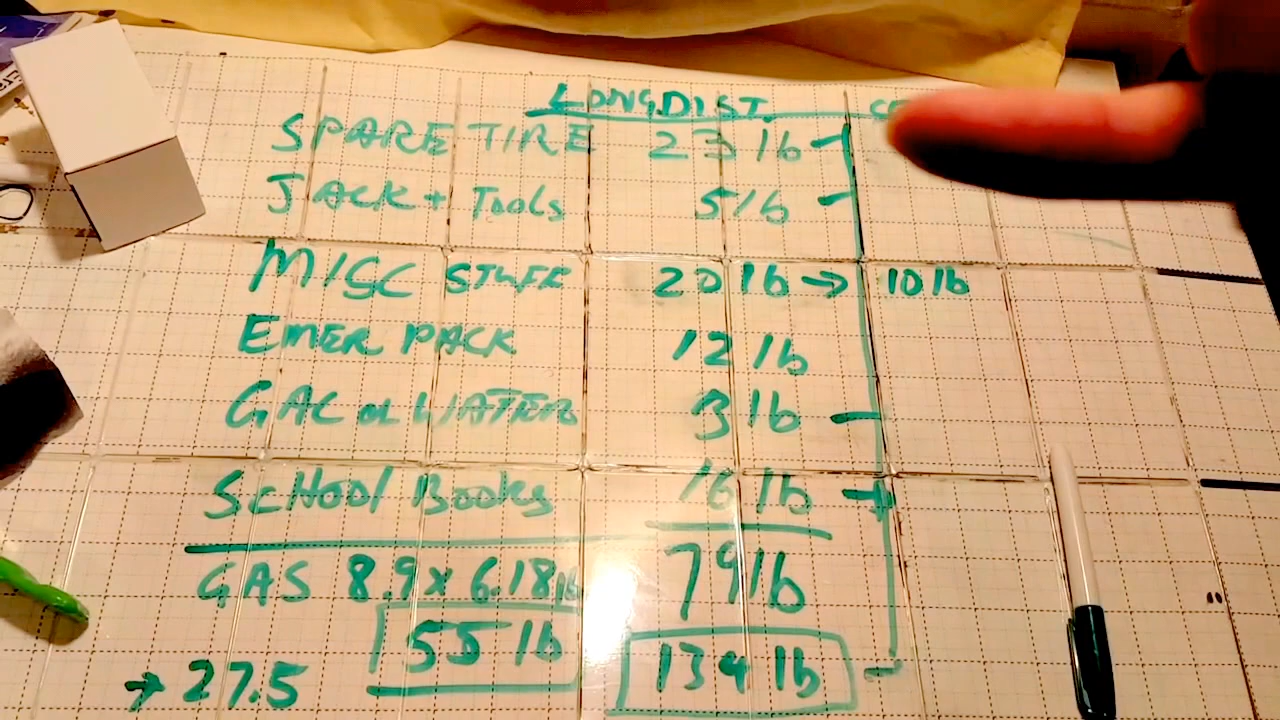 LONG DIST.
SPARE TIRE 23 lb
JACK + Tools 5 lb
MISC STUFF 20 lb → 10 lb
EMER PACK 12 lb
GAL OF WATER 3 lb
SCHOOL BOOKS 16 lb
GAS 8.9 x 6.18 lb 79 lb
55 lb 134 lb
→ 27.5